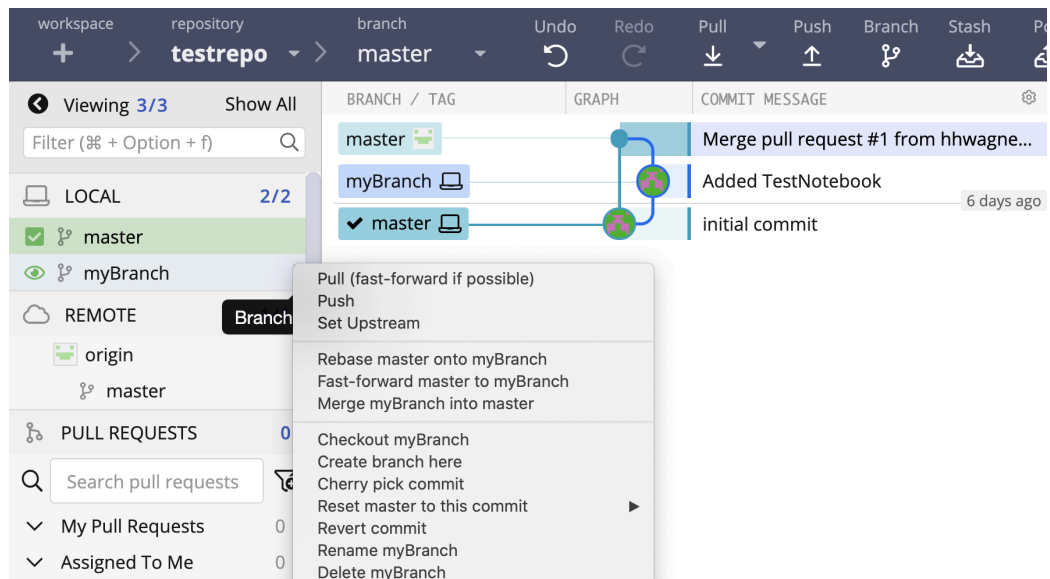 workspace
repository
branch
Undo
Redo
Pull
Push
Branch
Stash
testrepo
master
Viewing 3/3
Show All
Filter (⌘ + Option + f)
LOCAL
2/2
master
myBranch
REMOTE
Branch
origin
master
PULL REQUESTS
0
Search pull requests
My Pull Requests
0
Assigned To Me
0
BRANCH / TAG
GRAPH
COMMIT MESSAGE
master
Merge pull request #1 from hhwagne...
myBranch
Added TestNotebook
6 days ago
master
initial commit
Pull (fast-forward if possible)
Push
Set Upstream
Rebase master onto myBranch
Fast-forward master to myBranch
Merge myBranch into master
Checkout myBranch
Create branch here
Cherry pick commit
Reset master to this commit
Revert commit
Rename myBranch
Delete myBranch